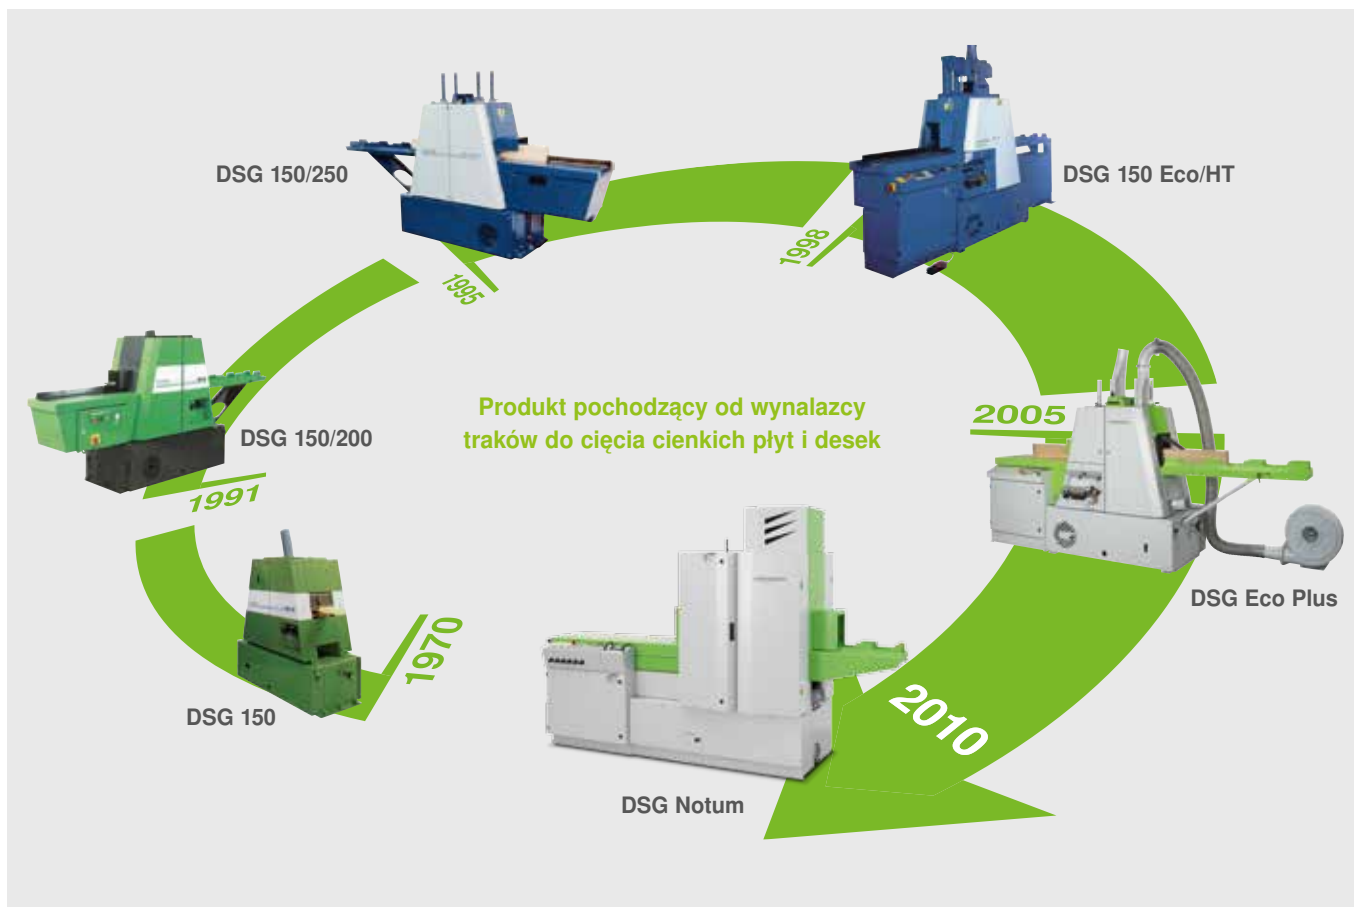 DSG 150/250
DSG 150 Eco/HT
1998
1995
Produkt pochodzący od wynalazcy
traków do cięcia cienkich płyt i desek
2005
DSG 150/200
1991
DSG Eco Plus
1970
DSG 150
2010
DSG Notum